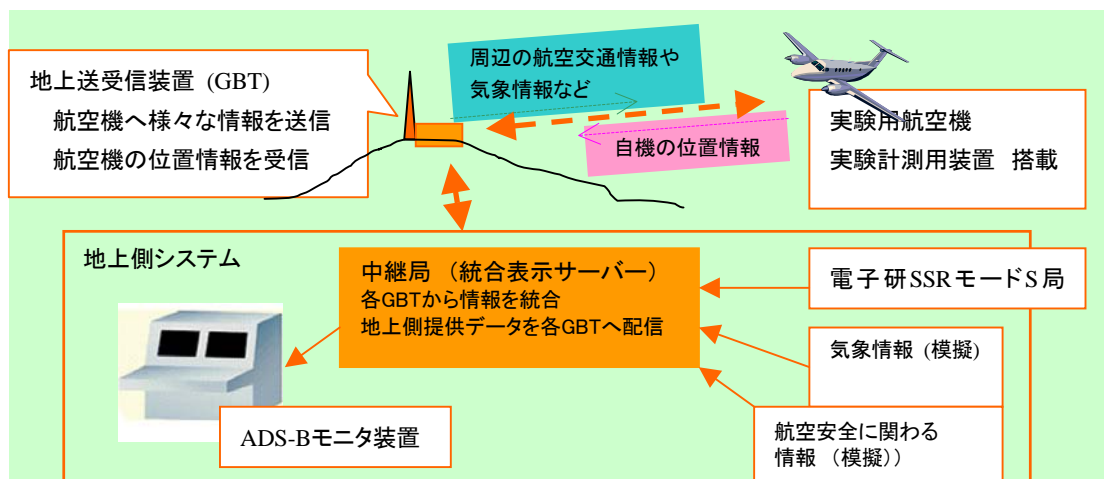 地上送受信装置 (GBT)
航空機へ様々な情報を送信
航空機の位置情報を受信
周辺の航空交通情報や
気象情報など
自機の位置情報
実験用航空機
実験計測用装置 搭載
地上側システム
中継局 （統合表示サーバー）
各GBTから情報を統合
地上側提供データを各GBTへ配信
電子研SSRモードS局
気象情報 (模擬)
航空安全に関わる
情報 （模擬））
ADS-Bモニタ装置